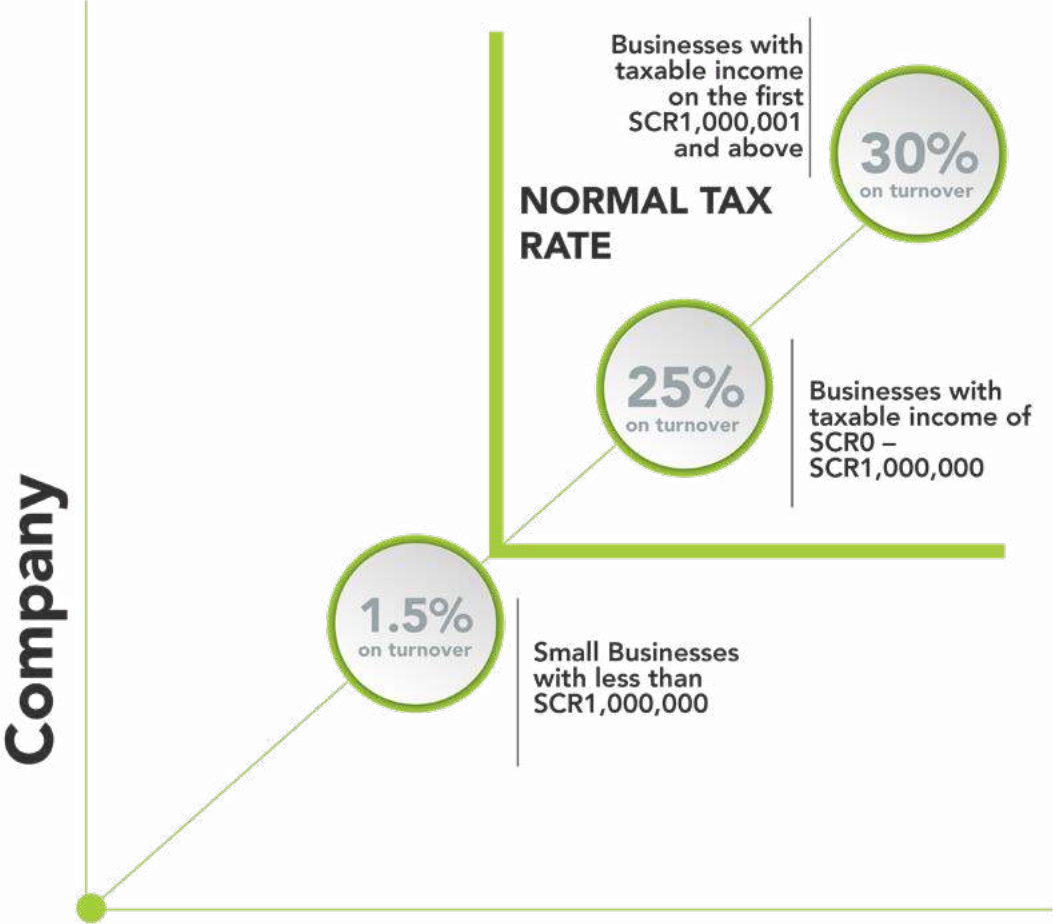 Businesses with
taxable income
on the first
SCR1,000,001
and above
30%
on turnover
NORMAL TAX
RATE
25%
on turnover
Businesses with
taxable income of
SCR0 –
SCR1,000,000
Company
1.5%
on turnover
Small Businesses
with less than
SCR1,000,000